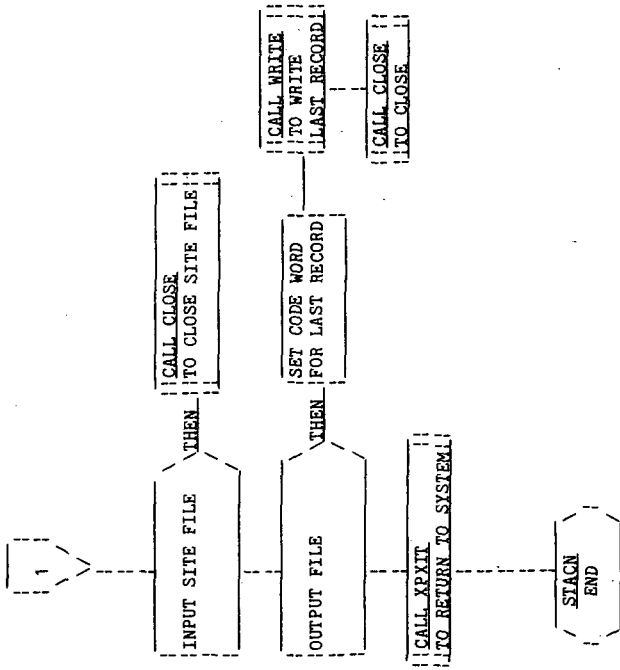 1
INPUT SITE FILE
THEN
CALL CLOSE
TO CLOSE SITE FILE
OUTPUT FILE
THEN
SET CODE WORD
FOR LAST RECORD
CALL WRITE
TO WRITE
LAST RECORD
CALL CLOSE
TO CLOSE
CALL XPXIT
TO RETURN TO SYSTEM
STACN
END